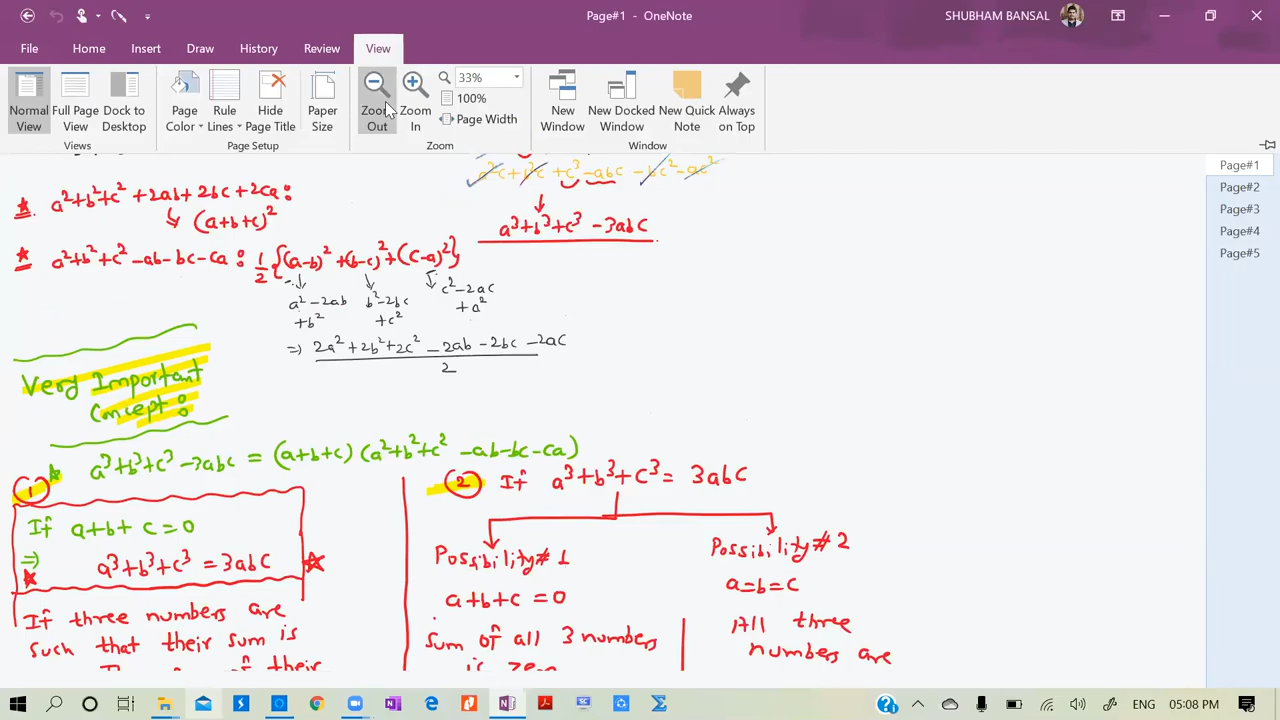 Page#1 - OneNote
SHUBHAM BANSAL
File Home Insert Draw History Review View
Normal View
Full Page View
Dock to Desktop
Page Color
Rule Lines
Hide Page Title
Paper Size
Zoom Out
Zoom In
33%
100%
Page Width
New Window
New Docked Window
New Quick Note
Always on Top
Views
Page Setup
Zoom
Window
Page#1
Page#2
Page#3
Page#4
Page#5
a²c + b²c + c³ - abc - bc² - ac²
a²+b²+c² +2ab+2bc+2ca :
(a+b+c)²
a³+b³+c³ -3abc
a²+b²+c² -ab-bc-ca : 1/2 {(a-b)² +(b-c)² +(c-a)²}
a² -2ab +b²
b² -2bc +c²
c² -2ac +a²
=> 2a² +2b² +2c² -2ab -2bc -2ac
2
Very Important
Concept :
a³+b³+c³ -3abc = (a+b+c) (a²+b²+c² -ab-bc-ca)
1
If a+b+c=0
=> a³+b³+c³ = 3abc
If three numbers are
such that their sum is
2 If a³+b³+c³ = 3abc
Possibility#1
a+b+c =0
Sum of all 3 numbers
is zero
Possibility#2
a=b=c
All three
numbers are
ENG
05:08 PM